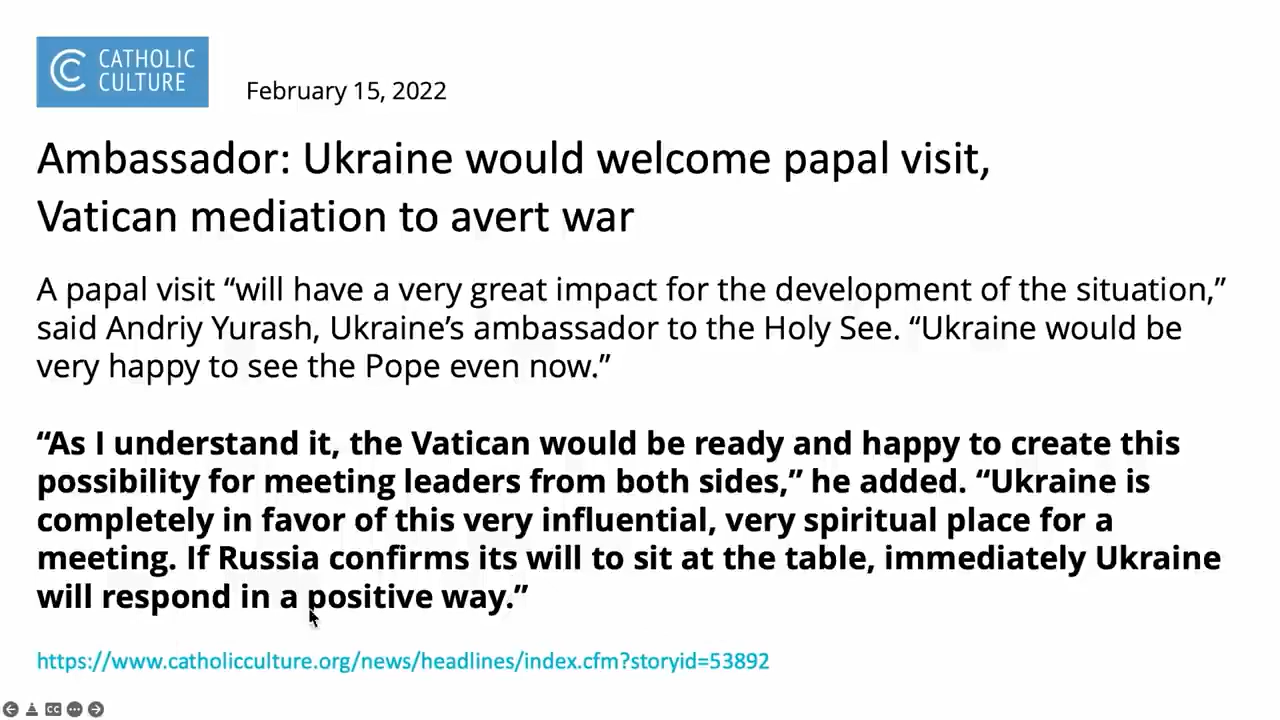 CATHOLIC
CULTURE
February 15, 2022
Ambassador: Ukraine would welcome papal visit,
Vatican mediation to avert war
A papal visit “will have a very great impact for the development of the situation,”
said Andriy Yurash, Ukraine’s ambassador to the Holy See. “Ukraine would be
very happy to see the Pope even now.”
“As I understand it, the Vatican would be ready and happy to create this
possibility for meeting leaders from both sides,” he added. “Ukraine is
completely in favor of this very influential, very spiritual place for a
meeting. If Russia confirms its will to sit at the table, immediately Ukraine
will respond in a positive way.”
https://www.catholicculture.org/news/headlines/index.cfm?storyid=53892
CC